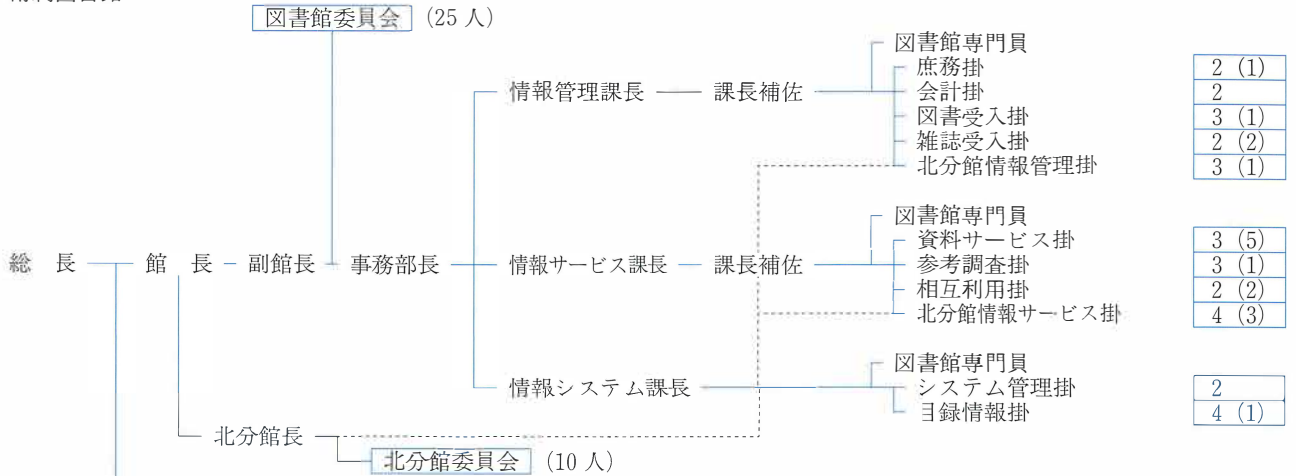 図書館委員会 (25人)
図書館専門員
庶務掛 2 (1)
情報管理課長 課長補佐 会計掛 2
図書受入掛 3 (1)
雑誌受入掛 2 (2)
北分館情報管理掛 3 (1)
図書館専門員
資料サービス掛 3 (5)
総長 館長 副館長 事務部長 情報サービス課長 課長補佐 参考調査掛 3 (1)
相互利用掛 2 (2)
北分館情報サービス掛 4 (3)
図書館専門員
情報システム課長 システム管理掛 2
目録情報掛 4 (1)
北分館長
北分館委員会 (10人)